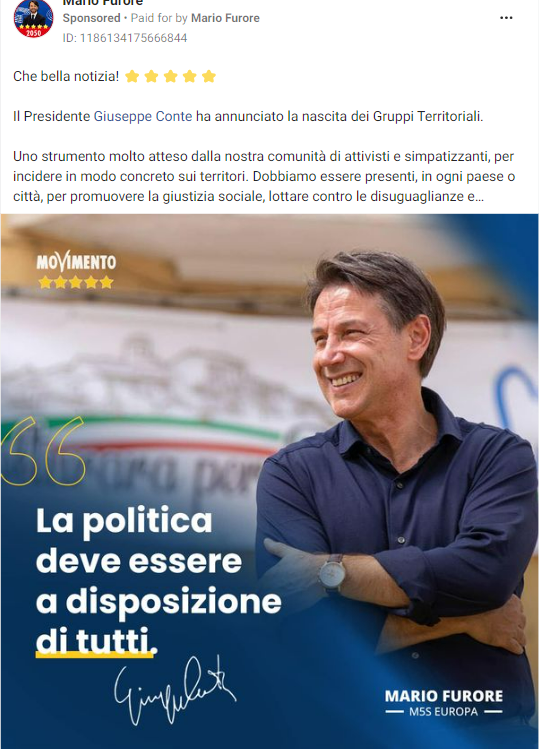 Mario Furore
Sponsored • Paid for by Mario Furore
ID: 1186134175666844
2050
Che bella notizia! ⭐⭐⭐⭐⭐
Il Presidente Giuseppe Conte ha annunciato la nascita dei Gruppi Territoriali.
Uno strumento molto atteso dalla nostra comunità di attivisti e simpatizzanti, per
incidere in modo concreto sui territori. Dobbiamo essere presenti, in ogni paese o
città, per promuovere la giustizia sociale, lottare contro le disuguaglianze e...
MOVIMENTO
“
La politica
deve essere
a disposizione
di tutti.
MARIO FURORE
M5S EUROPA